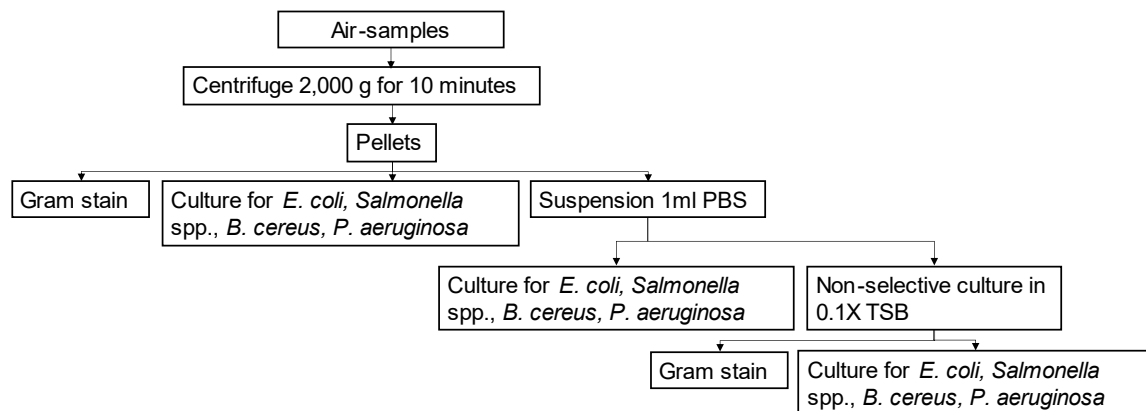 Air-samples
Centrifuge 2,000 g for 10 minutes
Pellets
Gram stain
Culture for E. coli, Salmonella
spp., B. cereus, P. aeruginosa
Suspension 1ml PBS
Culture for E. coli, Salmonella
spp., B. cereus, P. aeruginosa
Non-selective culture in
0.1X TSB
Gram stain
Culture for E. coli, Salmonella
spp., B. cereus, P. aeruginosa